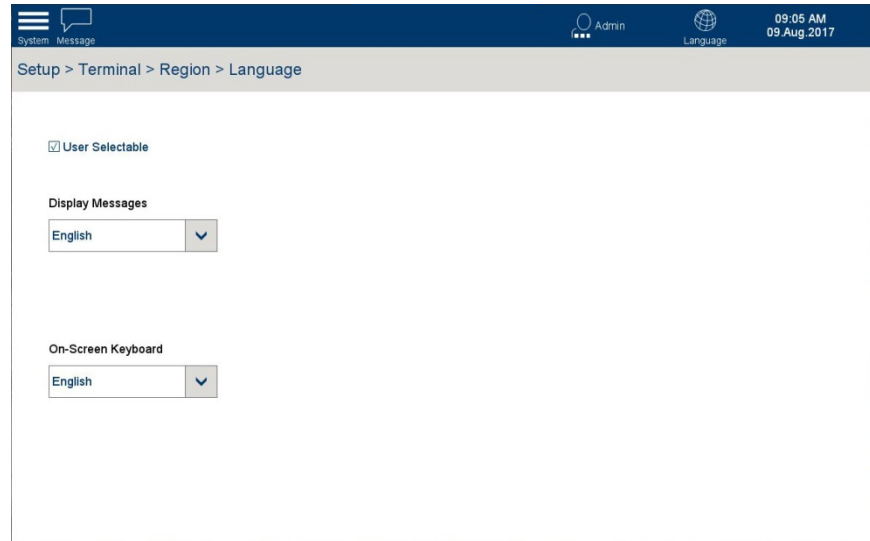 System Message
Admin
Language
09:05 AM
09.Aug.2017
Setup > Terminal > Region > Language
User Selectable
Display Messages
English
On-Screen Keyboard
English